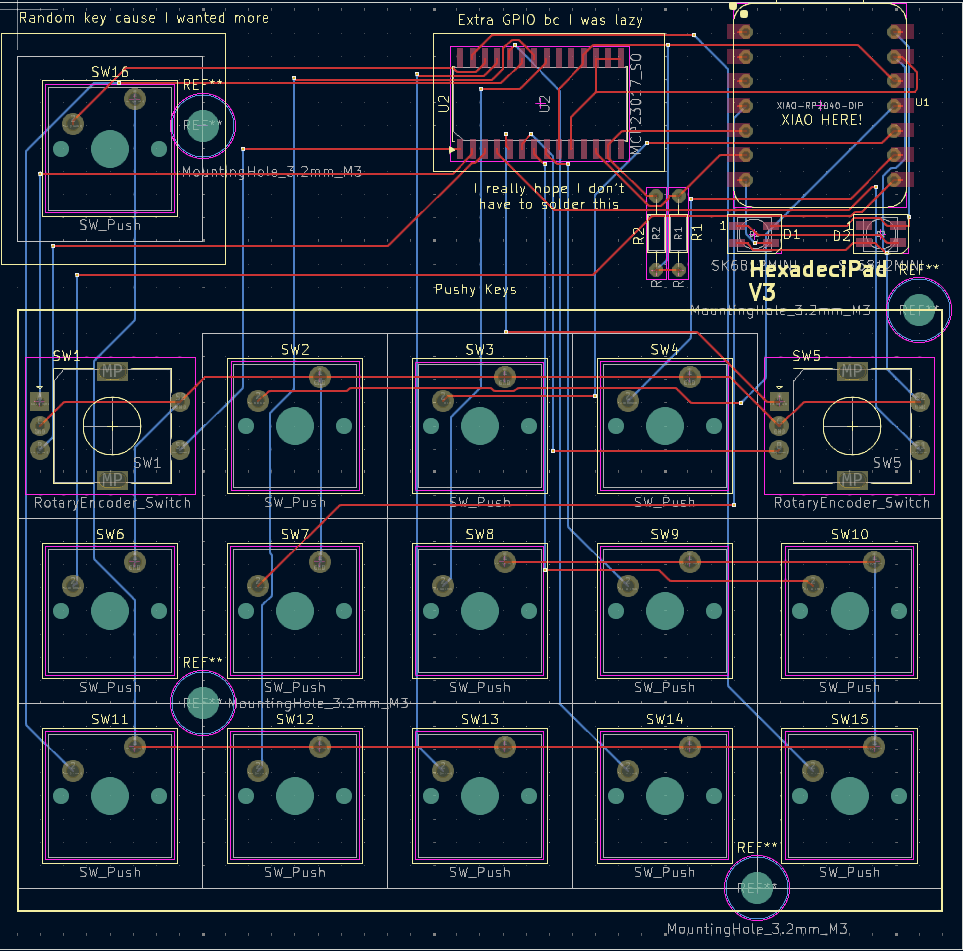 Random key cause I wanted more
Extra GPIO bc I was lazy
SW16
REF**
REF**
U2
U2
MCP23017_SO
U1
XIAO-RP2040-DIP
XIAO HERE!
MountingHole_3.2mm_M3
SW_Push
I really hope I don't
have to solder this
R2
R2
R1
R1
1
D1
D2
HexadeciPad
V3
REF**
REF**
MountingHole_3.2mm_M3
Pushy Keys
SW1
MP
SW2
SW3
SW4
SW5
MP
SW1
MP
SW5
MP
RotaryEncoder_Switch
SW_Push
SW_Push
SW_Push
RotaryEncoder_Switch
SW6
SW7
SW8
SW9
SW10
REF**
SW_Push
SW_Push
SW_Push
SW_Push
SW_Push
REF**
MountingHole_3.2mm_M3
SW11
SW12
SW13
SW14
SW15
REF**
SW_Push
SW_Push
SW_Push
SW_Push
SW_Push
REF**
MountingHole_3.2mm_M3